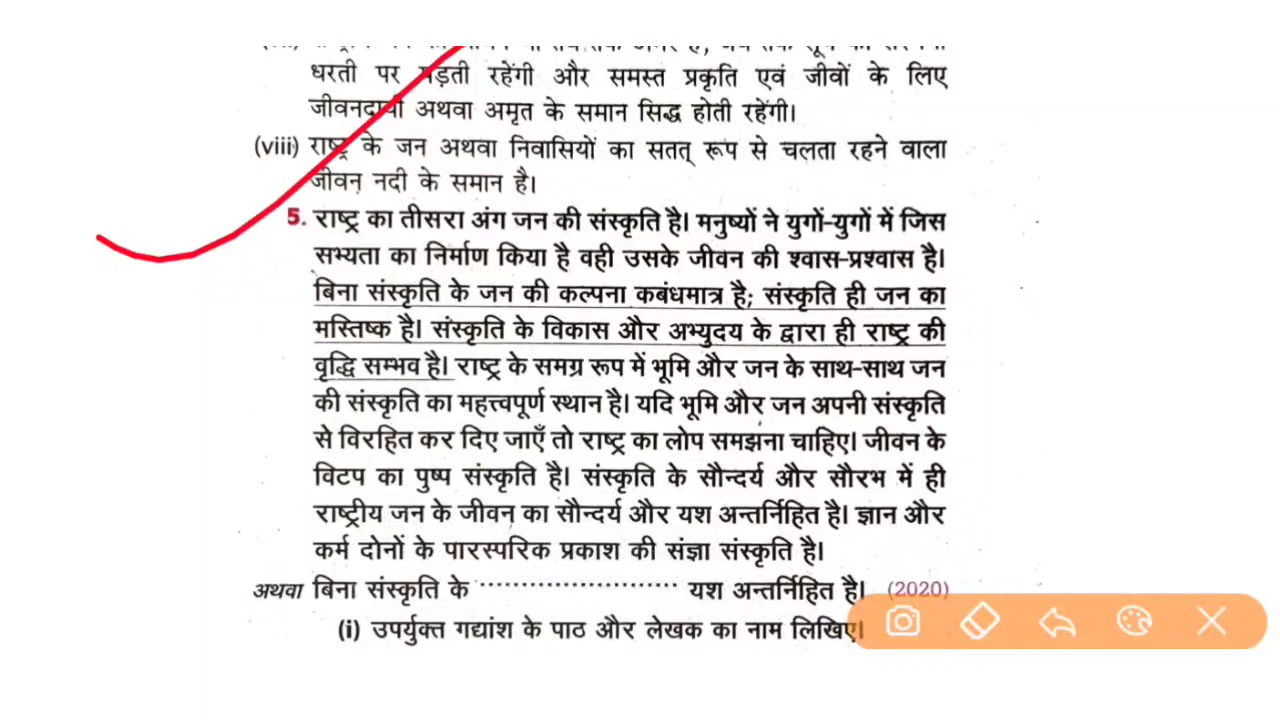 धरती पर पड़ती रहेंगी और समस्त प्रकृति एवं जीवों के लिए
जीवनदायी अथवा अमृत के समान सिद्ध होती रहेंगी।
(viii) राष्ट्र के जन अथवा निवासियों का सतत् रूप से चलता रहने वाला
जीवन नदी के समान है।
5. राष्ट्र का तीसरा अंग जन की संस्कृति है। मनुष्यों ने युगों-युगों में जिस
सभ्यता का निर्माण किया है वही उसके जीवन की श्वास-प्रश्वास है।
बिना संस्कृति के जन की कल्पना कबंधमात्र है; संस्कृति ही जन का
मस्तिष्क है। संस्कृति के विकास और अभ्युदय के द्वारा ही राष्ट्र की
वृद्धि सम्भव है। राष्ट्र के समग्र रूप में भूमि और जन के साथ-साथ जन
की संस्कृति का महत्त्वपूर्ण स्थान है। यदि भूमि और जन अपनी संस्कृति
से विरहित कर दिए जाएँ तो राष्ट्र का लोप समझना चाहिए। जीवन के
विटप का पुष्प संस्कृति है। संस्कृति के सौन्दर्य और सौरभ में ही
राष्ट्रीय जन के जीवन का सौन्दर्य और यश अन्तर्निहित है। ज्ञान और
कर्म दोनों के पारस्परिक प्रकाश की संज्ञा संस्कृति है।
अथवा बिना संस्कृति के ........................ यश अन्तर्निहित है। (2020)
(i) उपर्युक्त गद्यांश के पाठ और लेखक का नाम लिखिए।